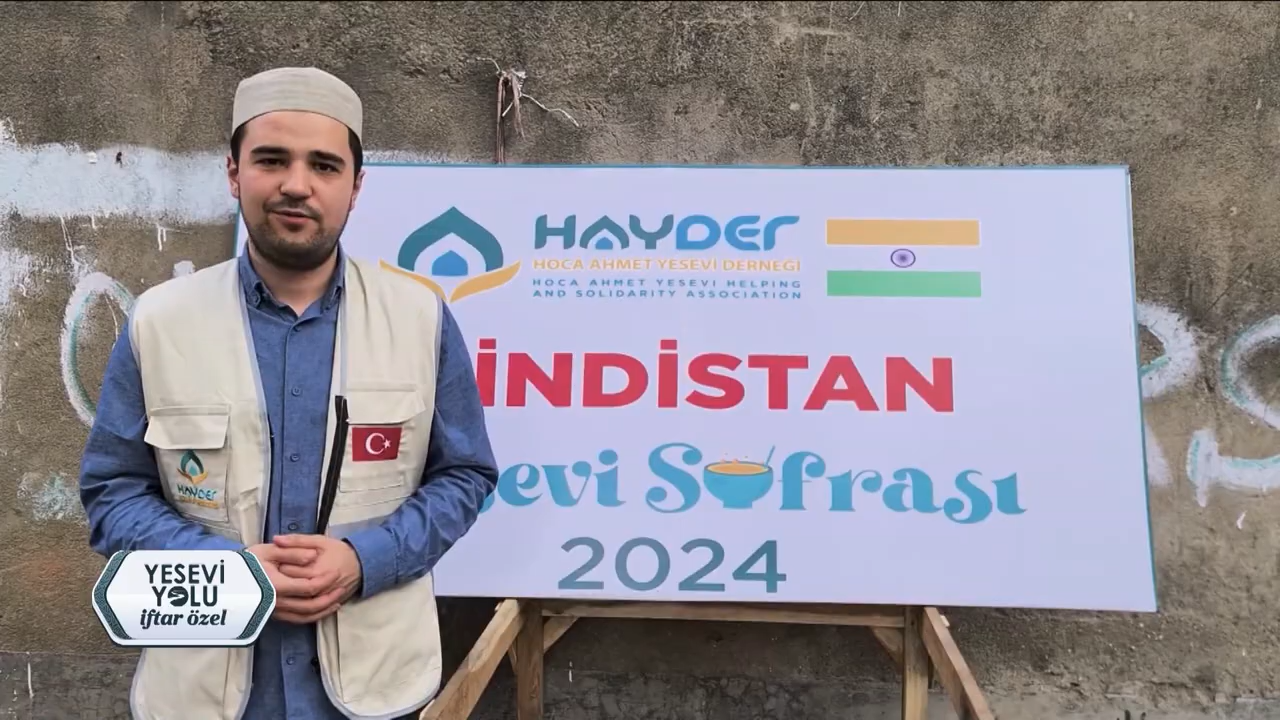 HAYDER
HOCA AHMET YESEVİ DERNEĞİ
HOCA AHMET YESEVI HELPING
AND SOLIDARITY ASSOCIATION
İNDİSTAN
sevi Sofrası
2024
HAYDER
YESEVİ
YOLU
iftar özel